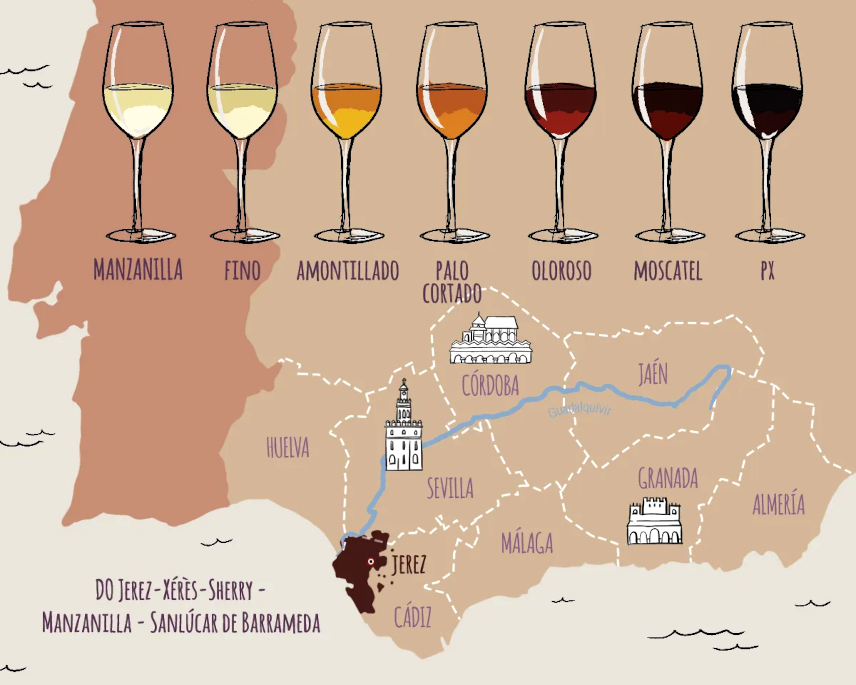 MANZANILLA
FINO
AMONTILLADO
PALO
CORTADO
OLOROSO
MOSCATEL
PX
CÓRDOBA
JAÉN
Guadalquivir
HUELVA
SEVILLA
GRANADA
ALMERÍA
MÁLAGA
JEREZ
CÁDIZ
DO JEREZ-XÉRÈS-SHERRY -
MANZANILLA - SANLÚCAR DE BARRAMEDA